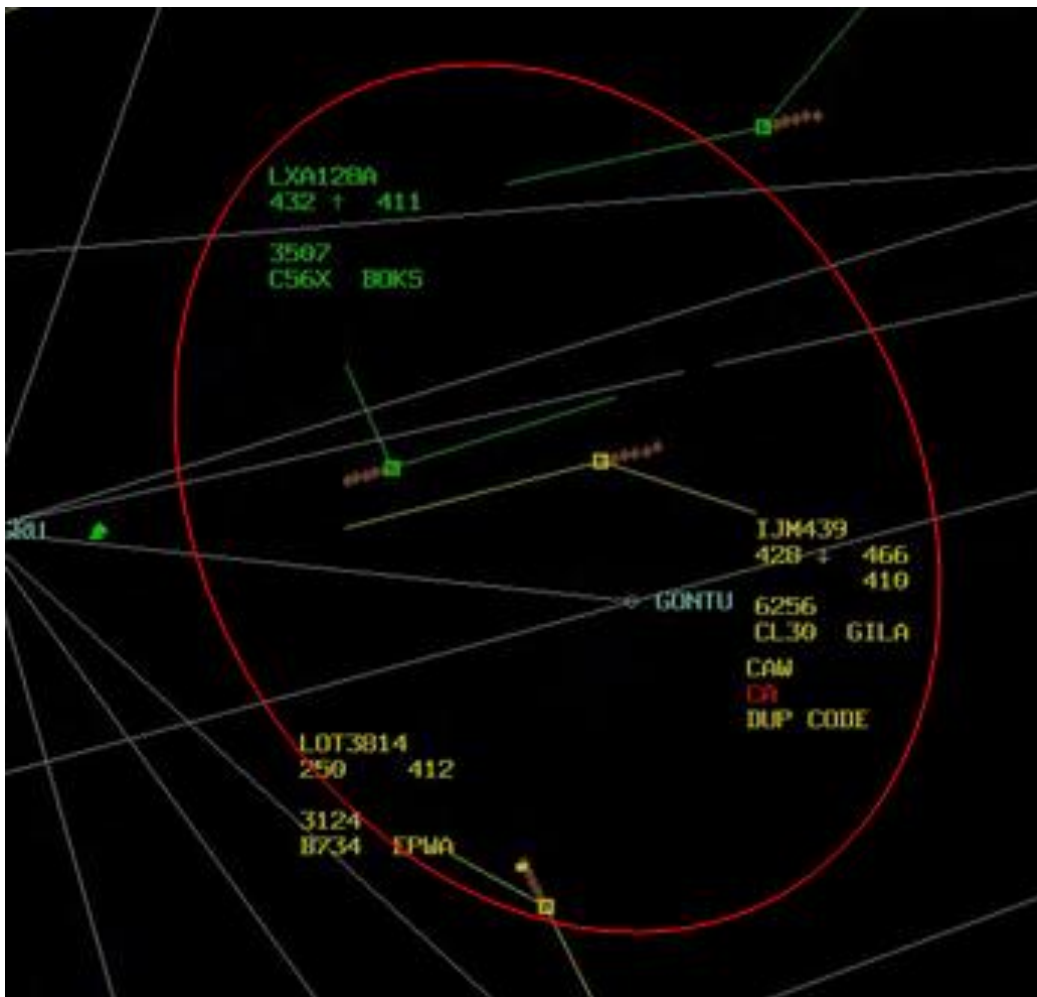 LXA128A
432 ↑ 411
3507
C56X BOKS
IJM439
428 ↓ 466
410
GONTU
6256
CL30 GILA
CAW
CA
DUP CODE
LOT3814
250 412
3124
B734 EPWA